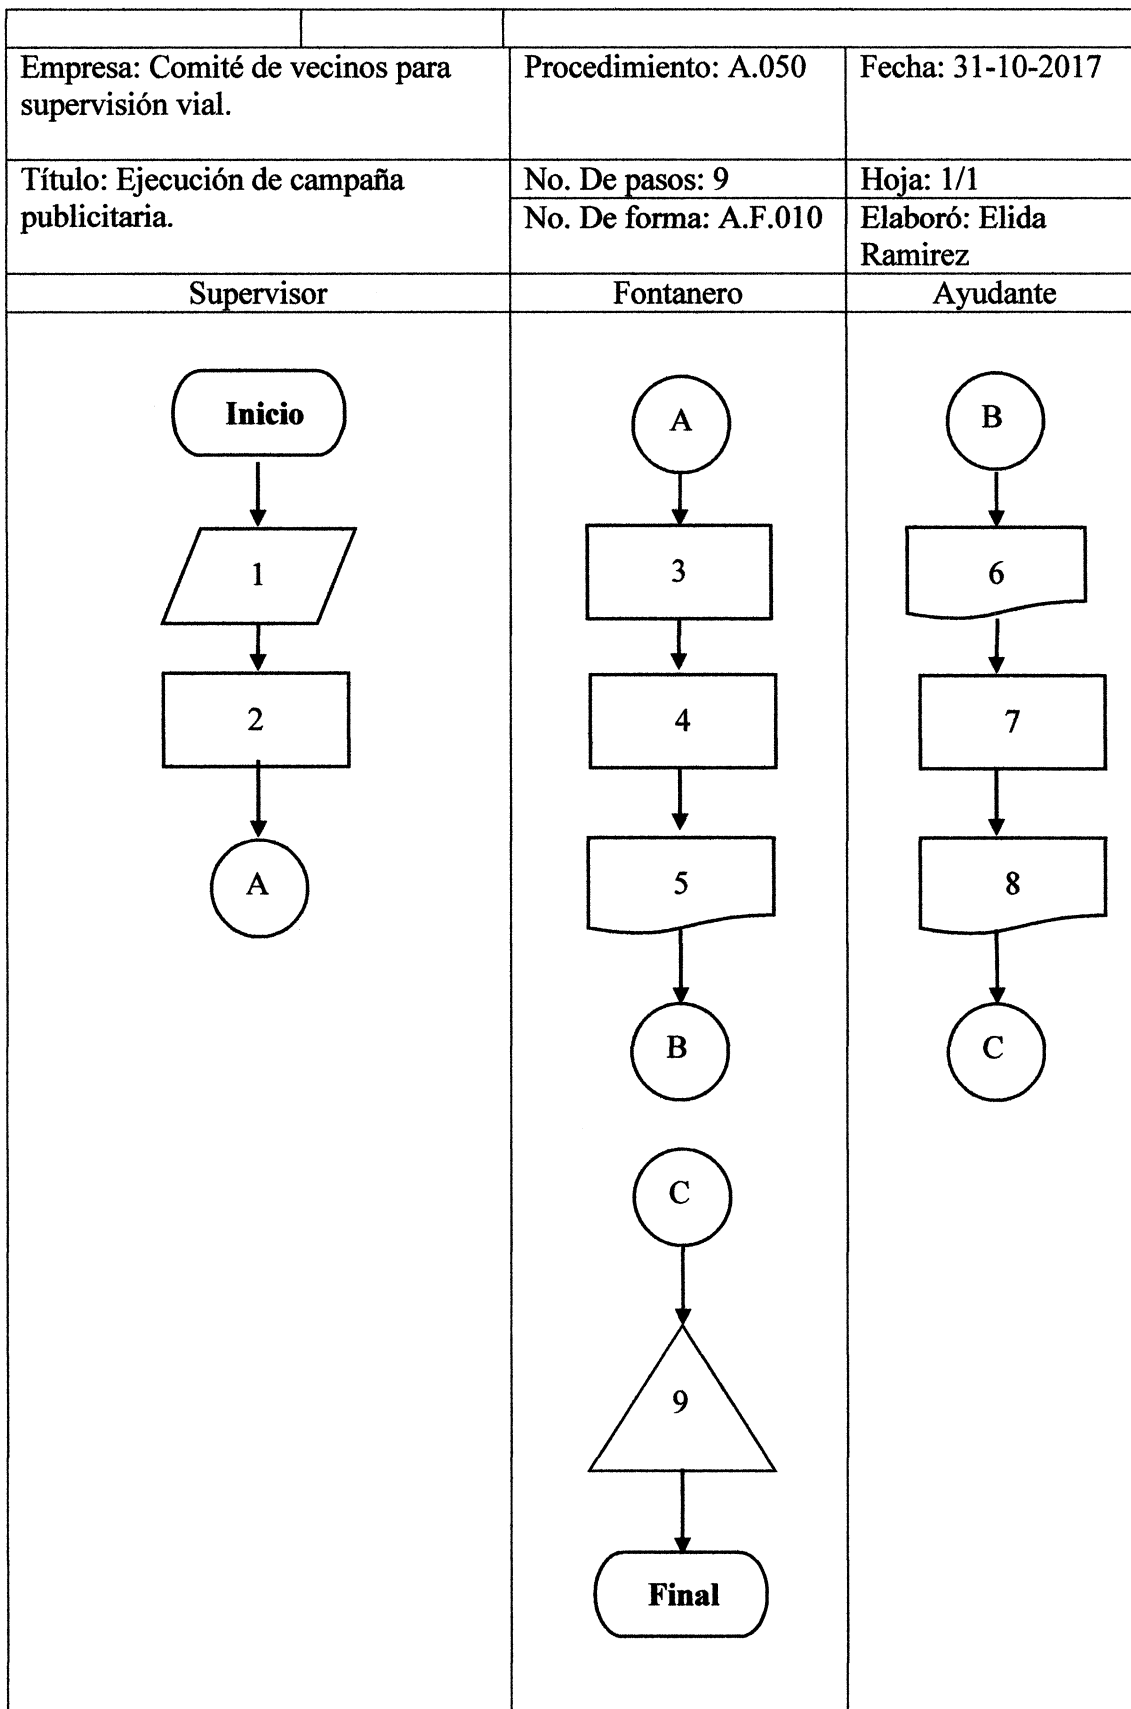 Empresa: Comité de vecinos para
supervisión vial.
Procedimiento: A.050
Fecha: 31-10-2017
Título: Ejecución de campaña
publicitaria.
No. De pasos: 9
Hoja: 1/1
No. De forma: A.F.010
Elaboró: Elida
Ramirez
Supervisor
Fontanero
Ayudante
Inicio
1
2
A
A
3
4
5
B
B
6
7
8
C
C
9
Final